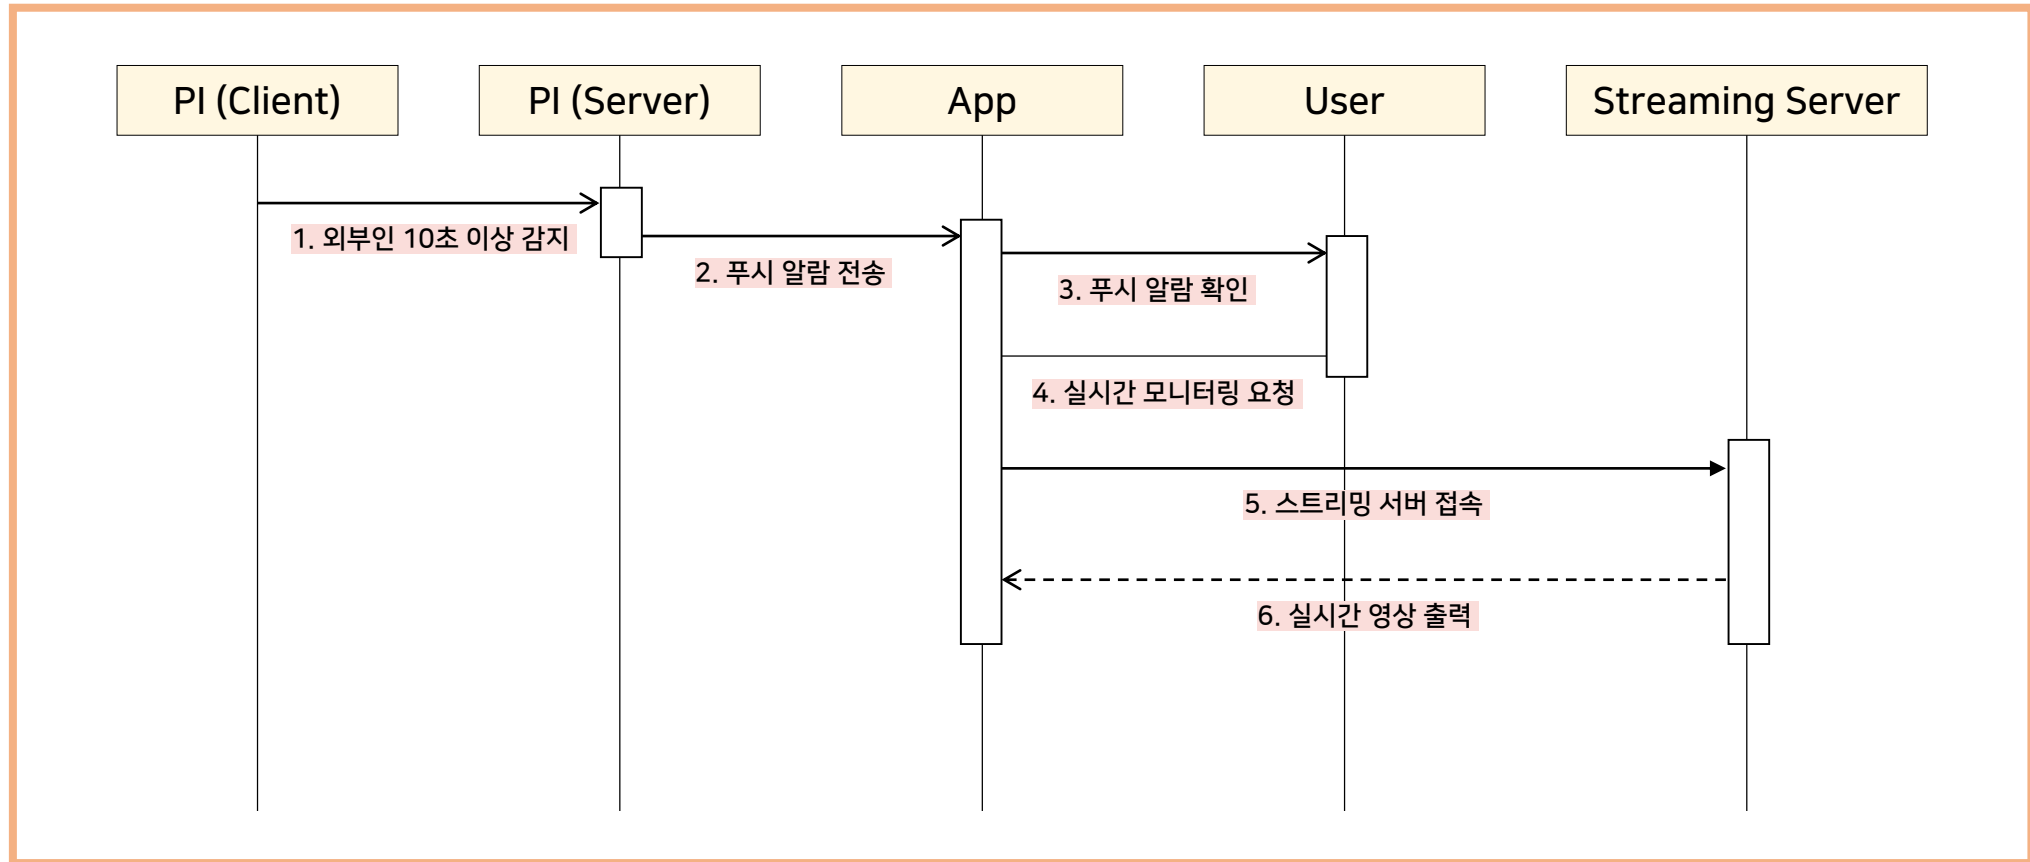 PI (Client)
PI (Server)
App
User
Streaming Server
1. 외부인 10초 이상 감지
2. 푸시 알람 전송
3. 푸시 알람 확인
4. 실시간 모니터링 요청
5. 스트리밍 서버 접속
6. 실시간 영상 출력